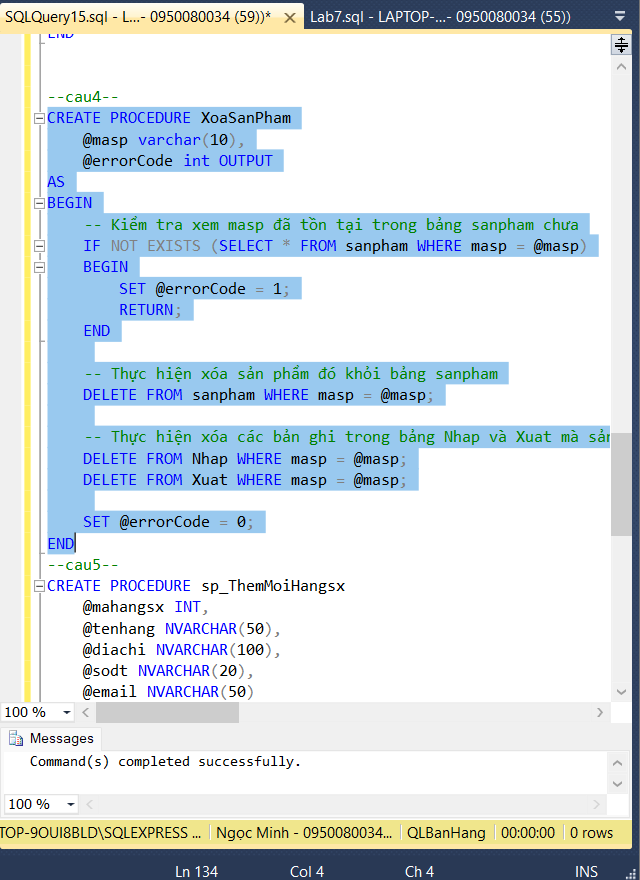 SQLQuery15.sql - L...- 0950080034 (59))* Lab7.sql - LAPTOP-...- 0950080034 (55))
END
--cau4--
CREATE PROCEDURE XoaSanPham
@masp varchar(10),
@errorCode int OUTPUT
AS
BEGIN
-- Kiểm tra xem masp đã tồn tại trong bảng sanpham chưa
IF NOT EXISTS (SELECT * FROM sanpham WHERE masp = @masp)
BEGIN
SET @errorCode = 1;
RETURN;
END
-- Thực hiện xóa sản phẩm đó khỏi bảng sanpham
DELETE FROM sanpham WHERE masp = @masp;
-- Thực hiện xóa các bản ghi trong bảng Nhap và Xuat mà sản
DELETE FROM Nhap WHERE masp = @masp;
DELETE FROM Xuat WHERE masp = @masp;
SET @errorCode = 0;
END
--cau5--
CREATE PROCEDURE sp_ThemMoiHangsx
@mahangsx INT,
@tenhang NVARCHAR(50),
@diachi NVARCHAR(100),
@sodt NVARCHAR(20),
@email NVARCHAR(50)
100 %
Messages
Command(s) completed successfully.
100 %
TOP-9OUI8BLD\SQLEXPRESS ... Ngọc Minh - 0950080034... QLBanHang 00:00:00 0 rows
Ln 134 Col 4 Ch 4 INS